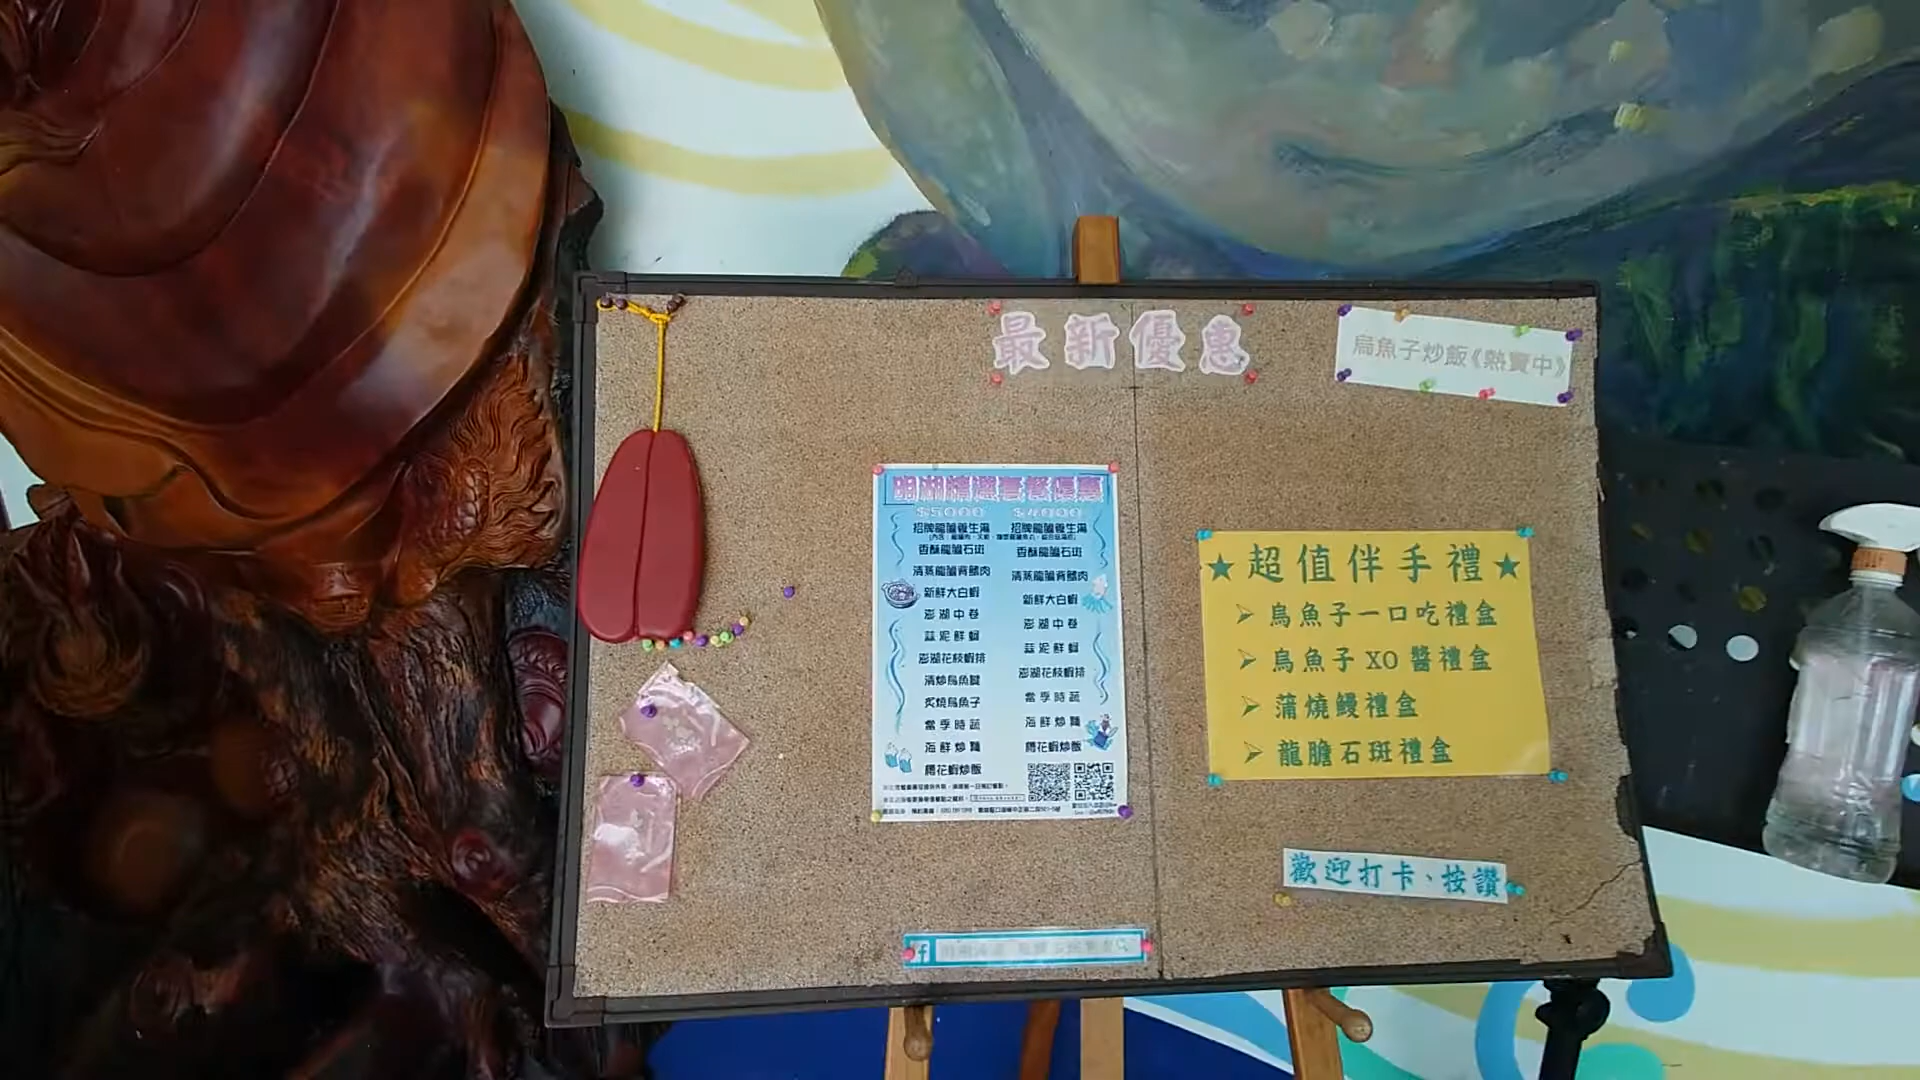 最新優惠
烏魚子炒飯《熱賣中》
明湖精選套餐優惠
$5000
招牌龍膽養生湯
香酥龍膽石斑
清蒸龍膽背鰭肉
新鮮大白蝦
澎湖中卷
蒜泥鮮蚵
澎湖花枝蝦排
清炒烏魚腱
炙燒烏魚子
當季時蔬
海鮮炒麵
櫻花蝦炒飯
$4000
招牌龍膽養生湯
香酥龍膽石斑
清蒸龍膽背鰭肉
新鮮大白蝦
澎湖中卷
蒜泥鮮蚵
澎湖花枝蝦排
當季時蔬
海鮮炒麵
櫻花蝦炒飯
★超值伴手禮★
➢ 烏魚子一口吃禮盒
➢ 烏魚子XO醬禮盒
➢ 蒲燒鰻禮盒
➢ 龍膽石斑禮盒
歡迎打卡、按讚
f